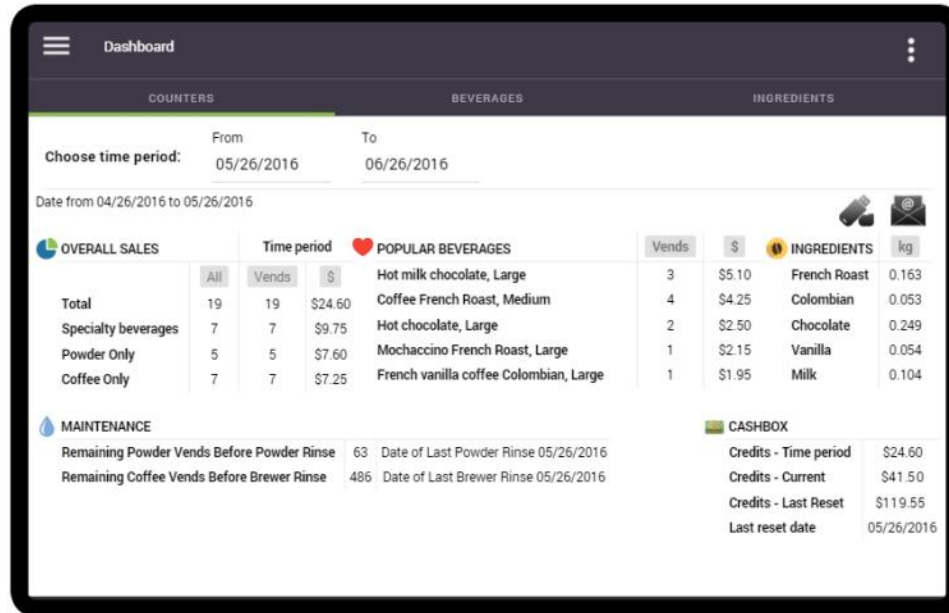 Dashboard
COUNTERS BEVERAGES INGREDIENTS
From To
Choose time period: 05/26/2016 06/26/2016
Date from 04/26/2016 to 05/26/2016
@
OVERALL SALES Time period POPULAR BEVERAGES Vends $ INGREDIENTS kg
All Vends $ Hot milk chocolate, Large 3 $5.10 French Roast 0.163
Total 19 19 $24.60 Coffee French Roast, Medium 4 $4.25 Colombian 0.053
Specialty beverages 7 7 $9.75 Hot chocolate, Large 2 $2.50 Chocolate 0.249
Powder Only 5 5 $7.60 Mochaccino French Roast, Large 1 $2.15 Vanilla 0.054
Coffee Only 7 7 $7.25 French vanilla coffee Colombian, Large 1 $1.95 Milk 0.104
MAINTENANCE CASHBOX
Remaining Powder Vends Before Powder Rinse 63 Date of Last Powder Rinse 05/26/2016 Credits - Time period $24.60
Remaining Coffee Vends Before Brewer Rinse 486 Date of Last Brewer Rinse 05/26/2016 Credits - Current $41.50
Credits - Last Reset $119.55
Last reset date 05/26/2016